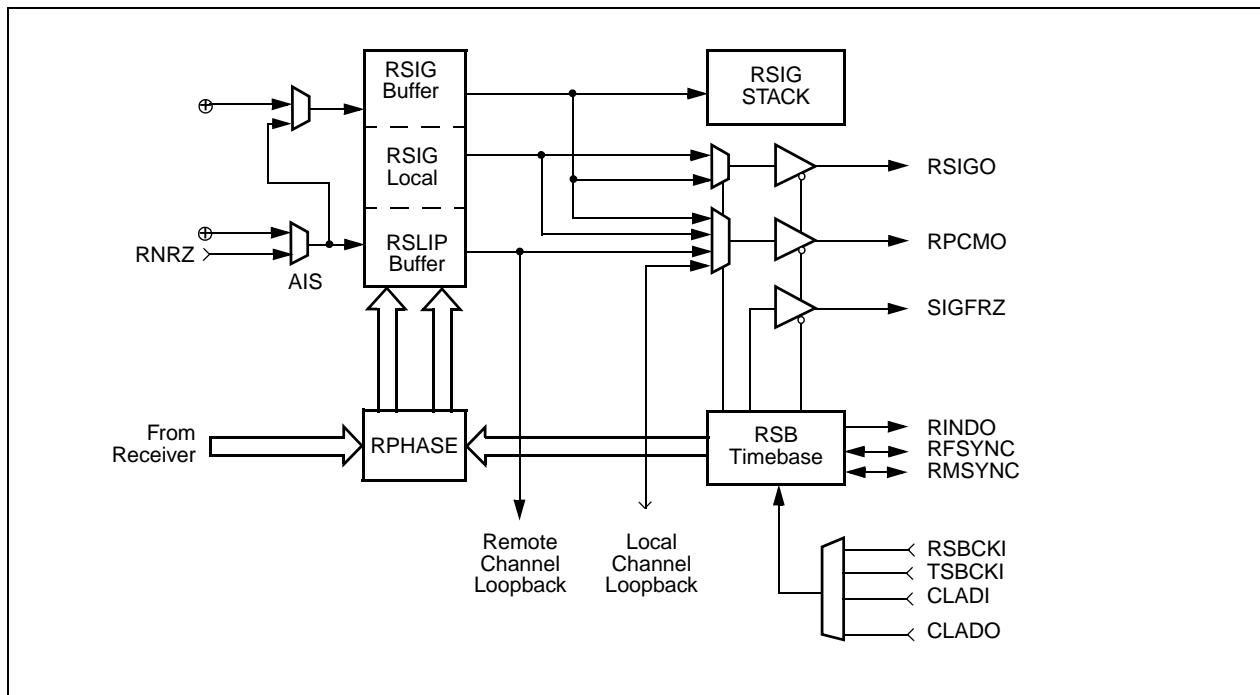 RSIG
Buffer
RSIG
STACK
RSIG
Local
RSIGO
RNRZ
AIS
RSLIP
Buffer
RPCMO
SIGFRZ
From
Receiver
RPHASE
RSB
Timebase
RINDO
RFSYNC
RMSYNC
Remote
Channel
Loopback
Local
Channel
Loopback
RSBCKI
TSBCKI
CLADI
CLADO